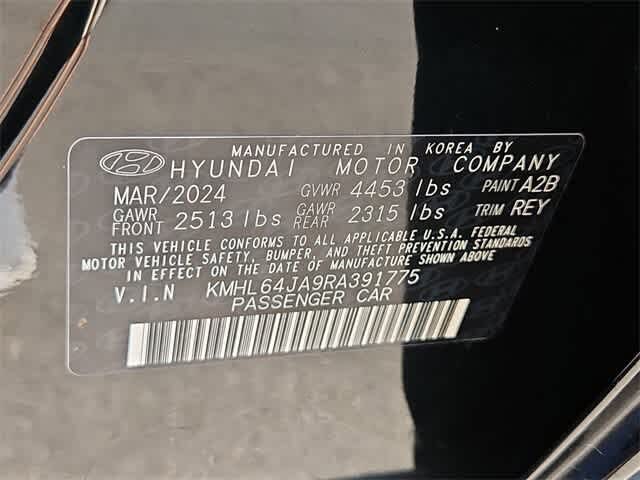 MANUFACTURED IN KOREA BY
HYUNDAI MOTOR COMPANY
MAR/2024 GVWR 4453 lbs PAINT A2B
GAWR FRONT 2513 lbs GAWR REAR 2315 lbs TRIM REY
THIS VEHICLE CONFORMS TO ALL APPLICABLE U.S.A. FEDERAL
MOTOR VEHICLE SAFETY, BUMPER, AND THEFT PREVENTION STANDARDS
IN EFFECT ON THE DATE OF MANUFACTURE SHOWN ABOVE.
V.I.N KMHL64JA9RA391775
PASSENGER CAR